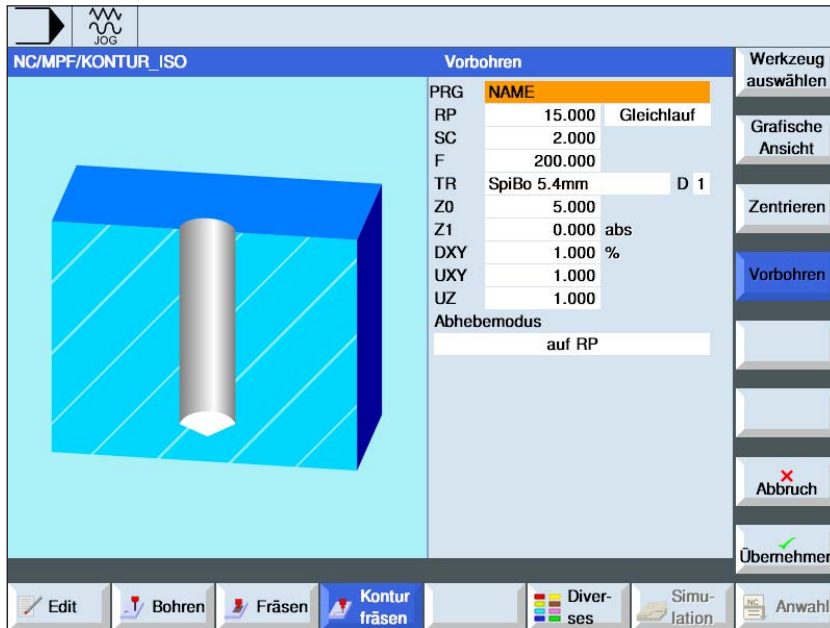 JOG
NC/MPF/KONTUR_ISO
Vorbohren
PRG NAME
RP 15.000 Gleichlauf
SC 2.000
F 200.000
TR SpiBo 5.4mm D 1
Z0 5.000
Z1 0.000 abs
DXY 1.000 %
UXY 1.000
UZ 1.000
Abhebemodus
auf RP
Werkzeug
auswählen
Grafische
Ansicht
Zentrieren
Vorbohren
Abbruch
Übernehmen
Edit
Bohren
Fräsen
Kontur
fräsen
Diver-
ses
Simu-
lation
NC
Anwahl